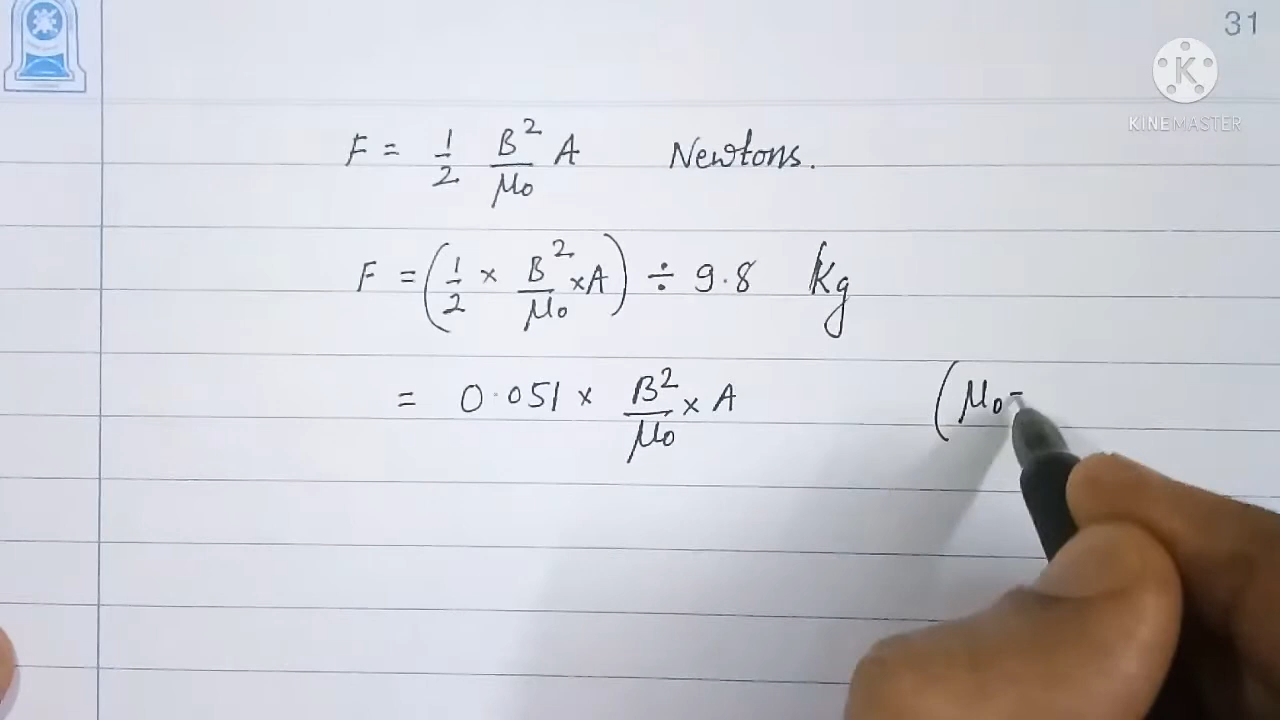 31
KINEMASTER
F = 1/2 B²/μ₀ A Newtons.
F = (1/2 × B²/μ₀ × A) ÷ 9.8 Kg
= 0.051 × B²/μ₀ × A (μ₀ =